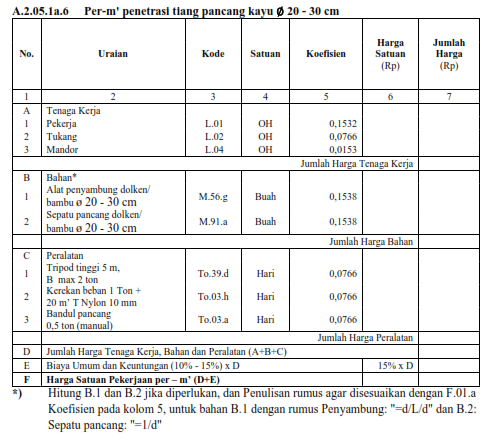 A.2.05.1a.6 Per-m' penetrasi tiang pancang kayu Ø 20 - 30 cm
No. Uraian Kode Satuan Koefisien Harga Satuan (Rp) Jumlah Harga (Rp)
1 2 3 4 5 6 7
A Tenaga Kerja
1 Pekerja L.01 OH 0,1532
2 Tukang L.02 OH 0,0766
3 Mandor L.04 OH 0,0153
Jumlah Harga Tenaga Kerja
B Bahan*
1 Alat penyambung dolken/ bambu ø 20 - 30 cm M.56.g Buah 0,1538
2 Sepatu pancang dolken/ bambu ø 20 - 30 cm M.91.a Buah 0,1538
Jumlah Harga Bahan
C Peralatan
1 Tripod tinggi 5 m, B max 2 ton To.39.d Hari 0,0766
2 Kerekan beban 1 Ton + 20 m' T Nylon 10 mm To.03.h Hari 0,0766
3 Bandul pancang 0,5 ton (manual) To.03.a Hari 0,0766
Jumlah Harga Peralatan
D Jumlah Harga Tenaga Kerja, Bahan dan Peralatan (A+B+C)
E Biaya Umum dan Keuntungan (10% - 15%) x D 15% x D
F Harga Satuan Pekerjaan per – m' (D+E)
*) Hitung B.1 dan B.2 jika diperlukan, dan Penulisan rumus agar disesuaikan dengan F.01.a
Koefisien pada kolom 5, untuk bahan B.1 dengan rumus Penyambung: "=d/L/d" dan B.2:
Sepatu pancang: "=1/d"